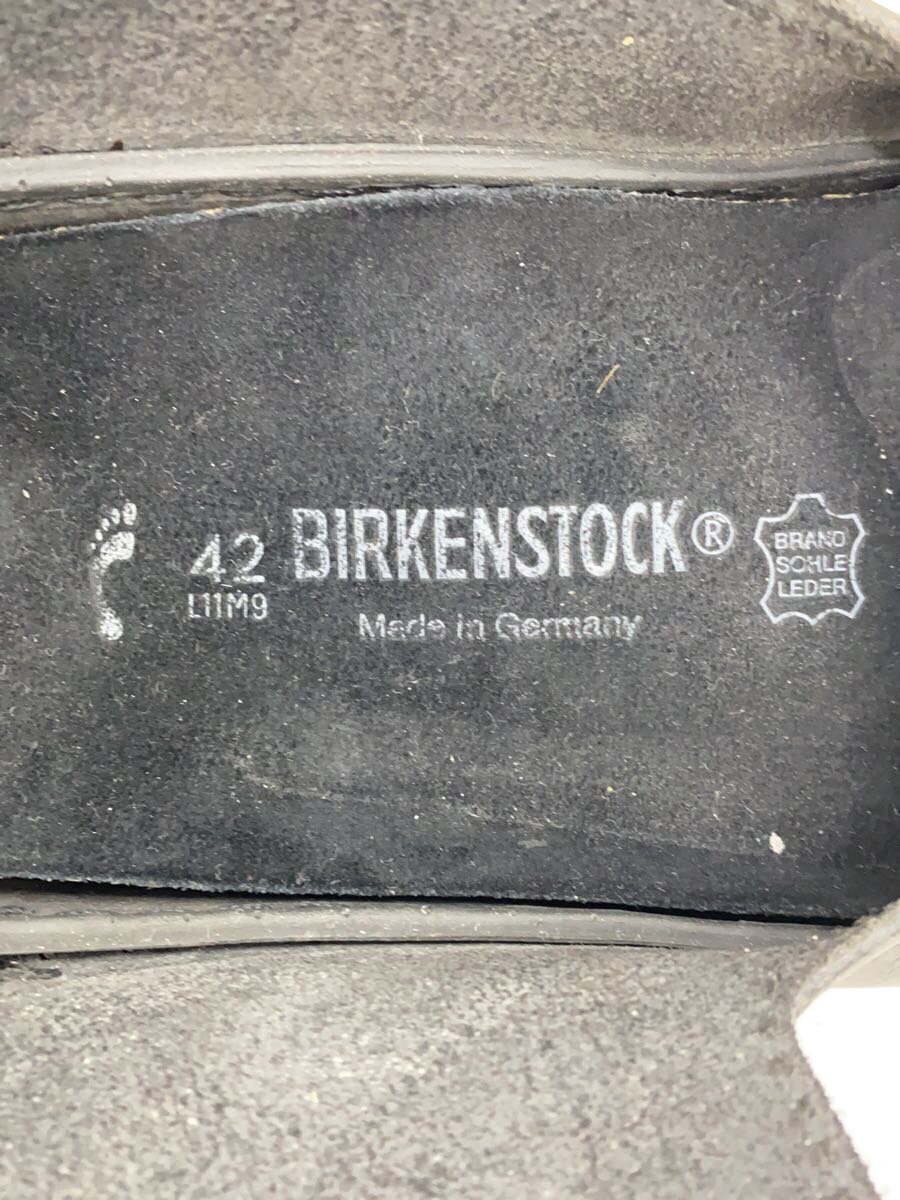 42
L11M9
BIRKENSTOCK®
Made in Germany
BRAND
SOHLE
LEDER